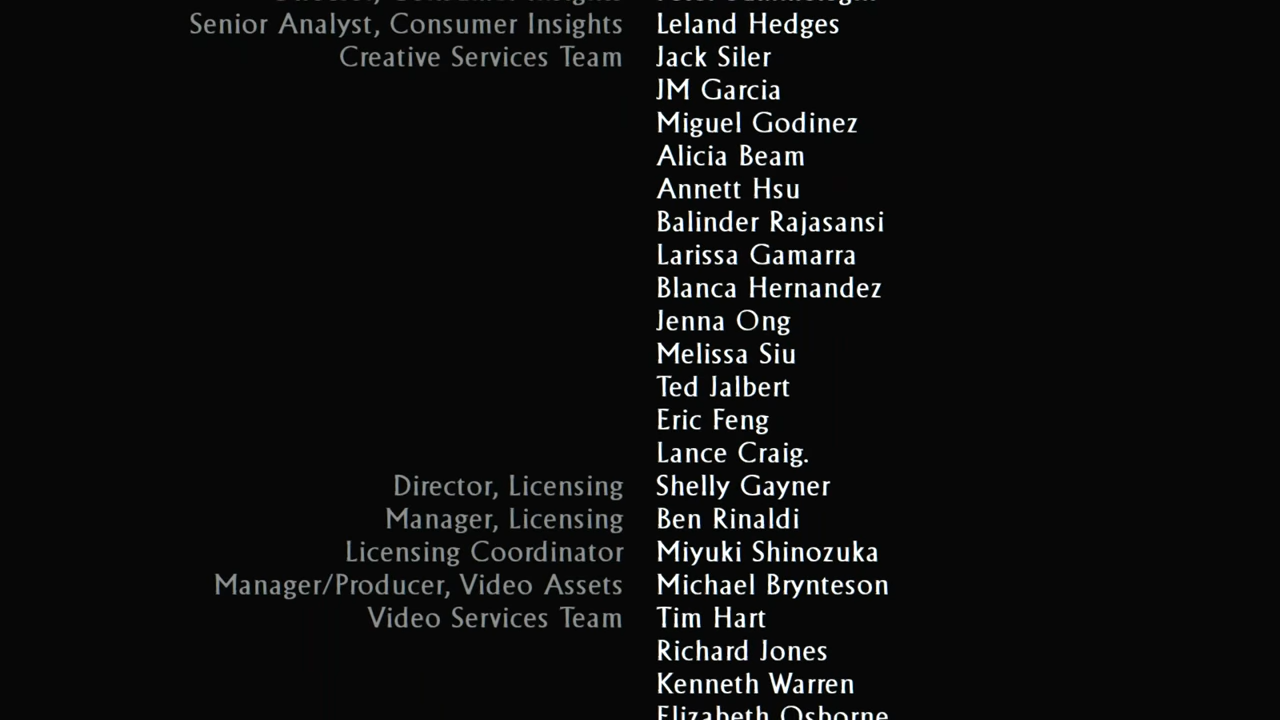 Senior Analyst, Consumer Insights Leland Hedges
Creative Services Team Jack Siler
JM Garcia
Miguel Godinez
Alicia Beam
Annett Hsu
Balinder Rajasansi
Larissa Gamarra
Blanca Hernandez
Jenna Ong
Melissa Siu
Ted Jalbert
Eric Feng
Lance Craig.
Director, Licensing Shelly Gayner
Manager, Licensing Ben Rinaldi
Licensing Coordinator Miyuki Shinozuka
Manager/Producer, Video Assets Michael Brynteson
Video Services Team Tim Hart
Richard Jones
Kenneth Warren
Elizabeth Osborne